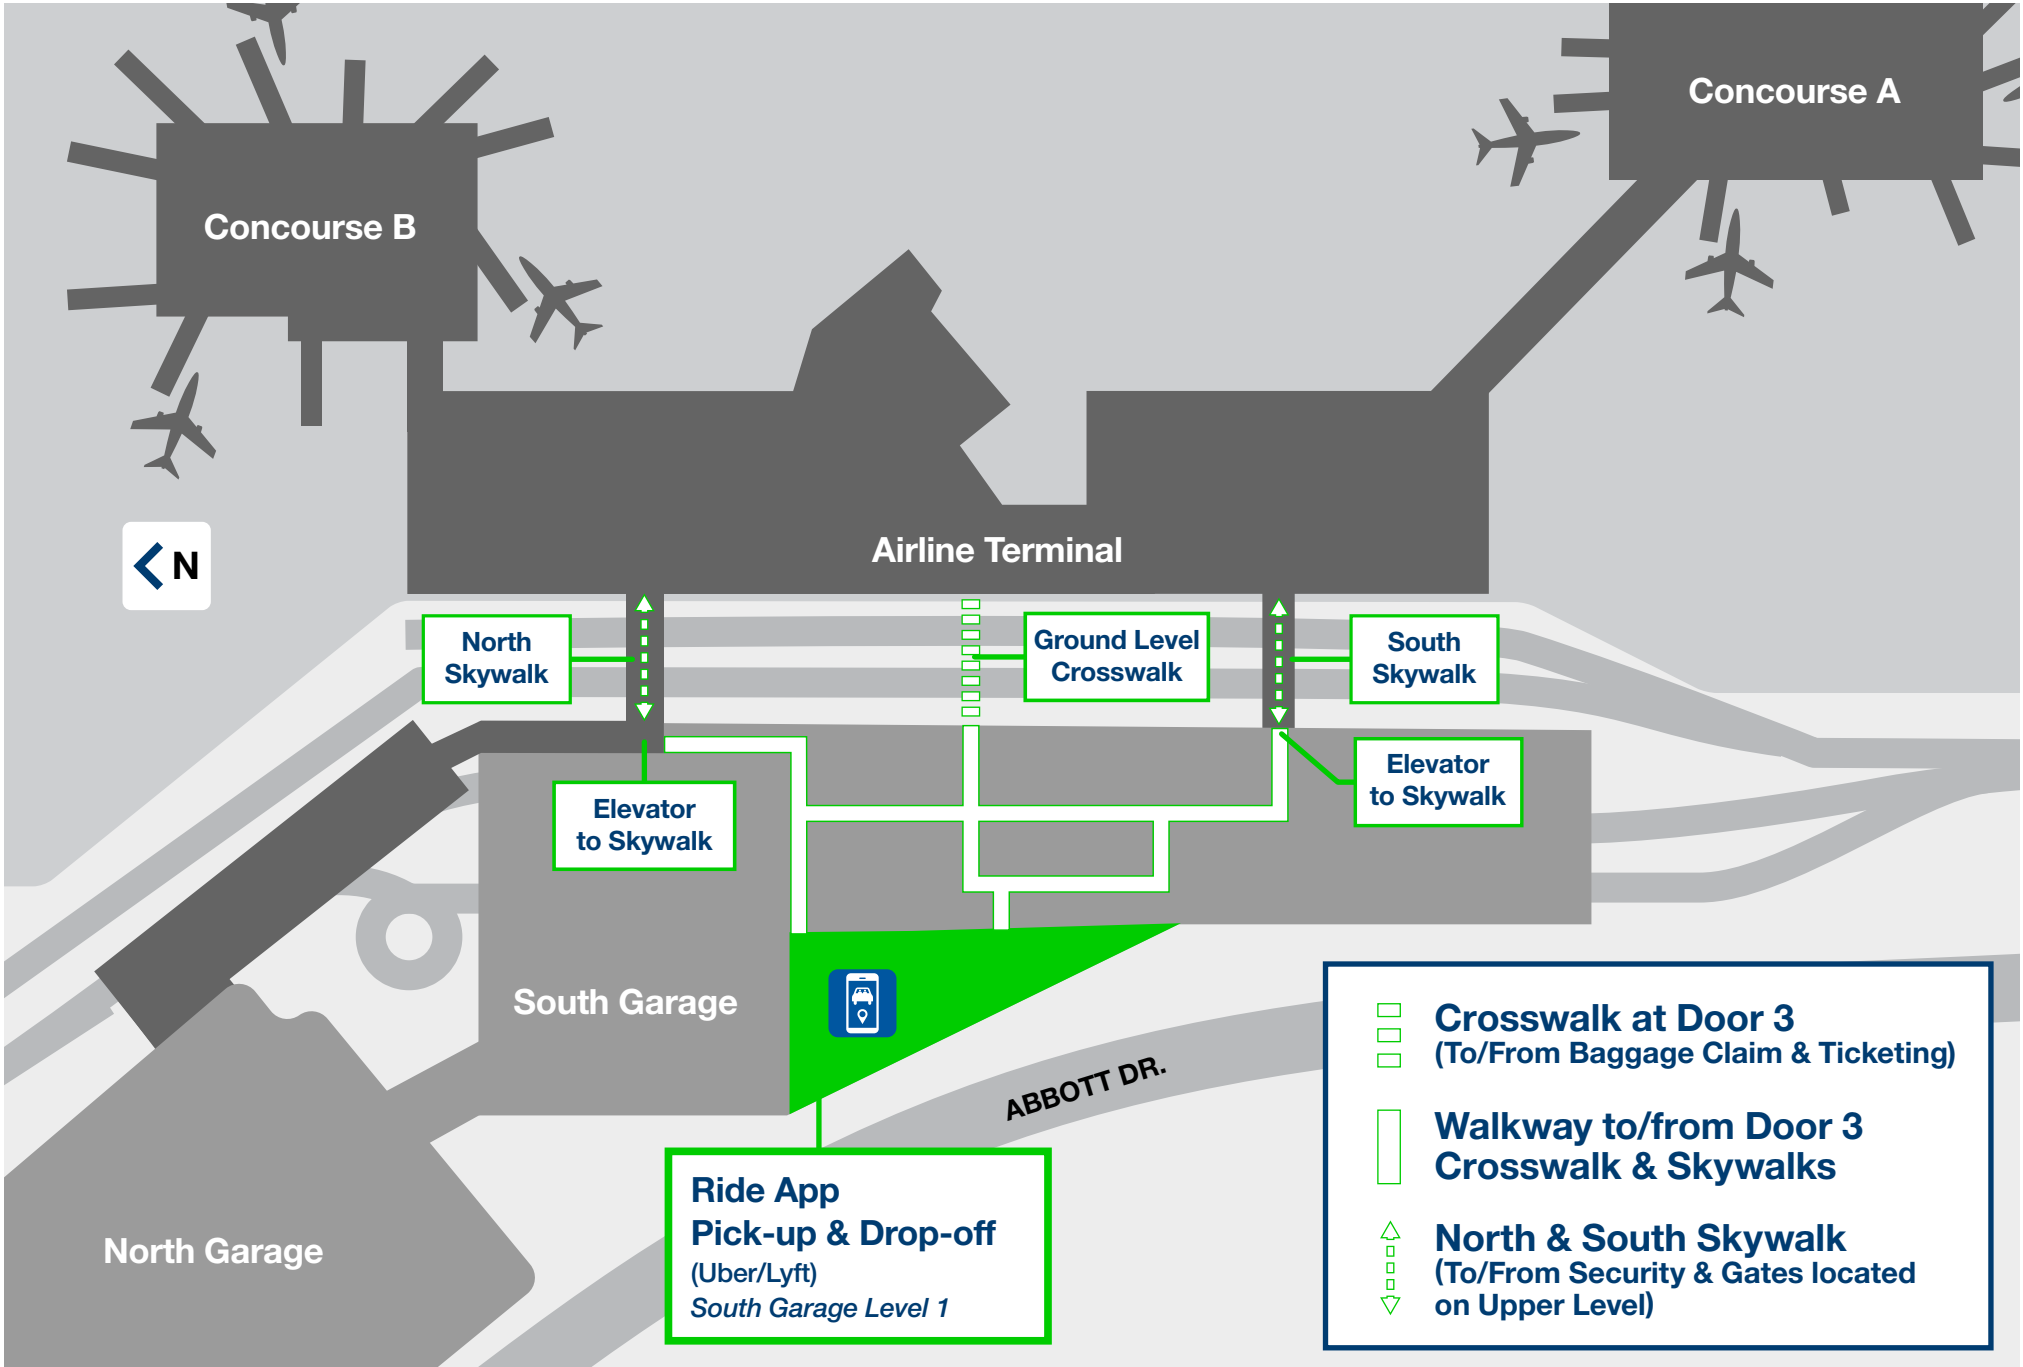 Concourse A
Concourse B
Airline Terminal
N
North
Skywalk
Ground Level
Crosswalk
South
Skywalk
Elevator
to Skywalk
Elevator
to Skywalk
South Garage
ABBOTT DR.
North Garage
Ride App
Pick-up & Drop-off
(Uber/Lyft)
South Garage Level 1
Crosswalk at Door 3
(To/From Baggage Claim & Ticketing)
Walkway to/from Door 3
Crosswalk & Skywalks
North & South Skywalk
(To/From Security & Gates located
on Upper Level)